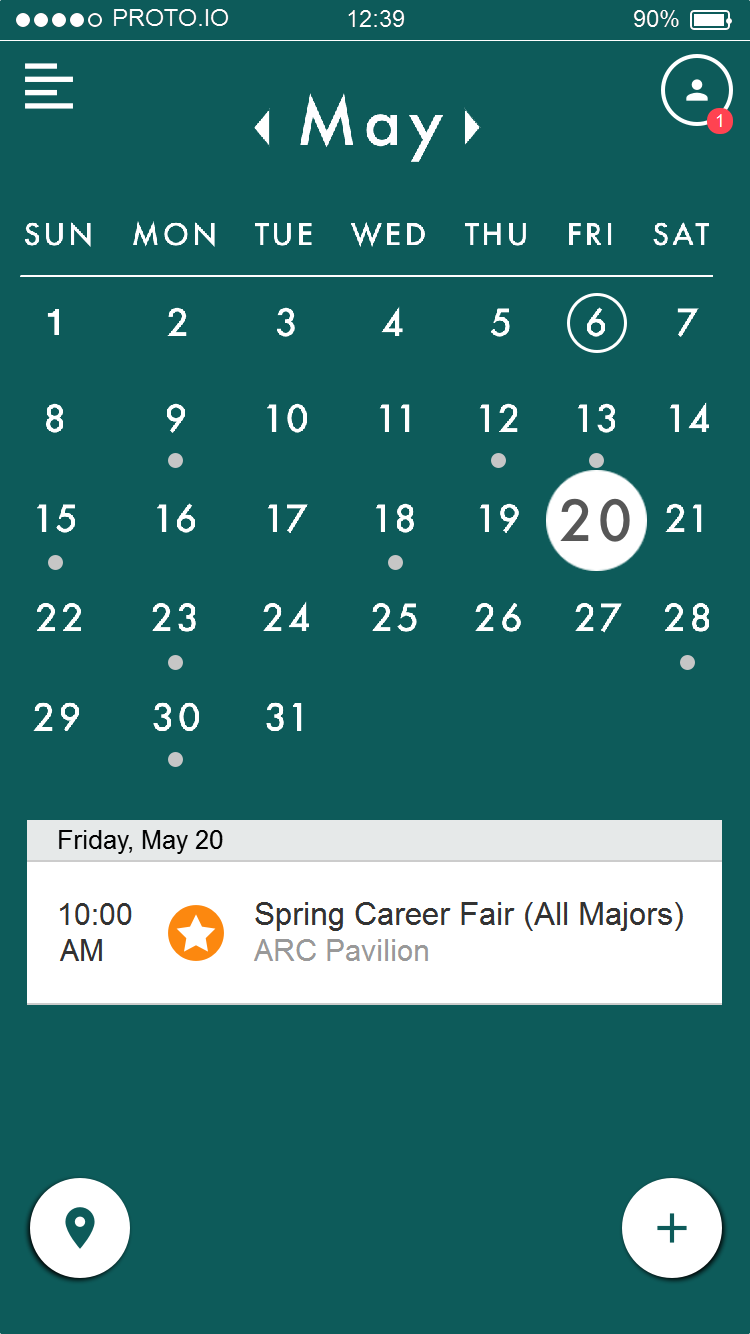 PROTO.IO 12:39 90%
1
May
SUN MON TUE WED THU FRI SAT
1 2 3 4 5 6 7
8 9 10 11 12 13 14
15 16 17 18 19 20 21
22 23 24 25 26 27 28
29 30 31
Friday, May 20
10:00 Spring Career Fair (All Majors)
AM ARC Pavilion